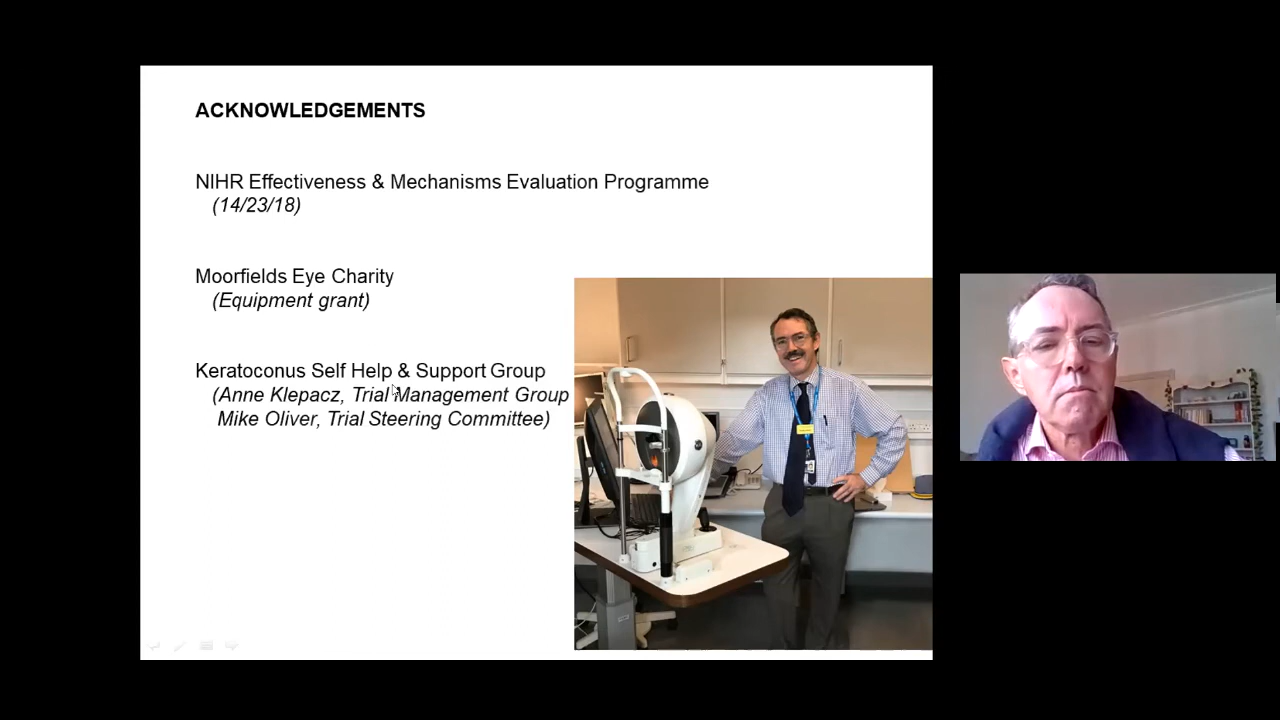 ACKNOWLEDGEMENTS
NIHR Effectiveness & Mechanisms Evaluation Programme
(14/23/18)
Moorfields Eye Charity
(Equipment grant)
Keratoconus Self Help & Support Group
(Anne Klepacz, Trial Management Group
Mike Oliver, Trial Steering Committee)